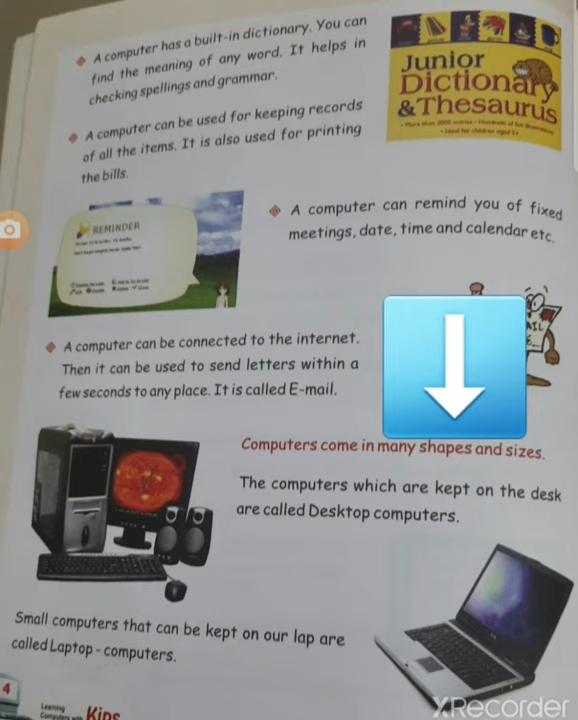 A computer has a built-in dictionary. You can
find the meaning of any word. It helps in
checking spellings and grammar.
Junior
Dictionary
& Thesaurus
A computer can be used for keeping records
of all the items. It is also used for printing
the bills.
REMINDER
A computer can remind you of fixed
meetings, date, time and calendar etc.
A computer can be connected to the internet.
Then it can be used to send letters within a
few seconds to any place. It is called E-mail.
Computers come in many shapes and sizes.
The computers which are kept on the desk
are called Desktop computers.
Small computers that can be kept on our lap are
called Laptop - computers.
4
Learning
Computers with Kips
XRecorder